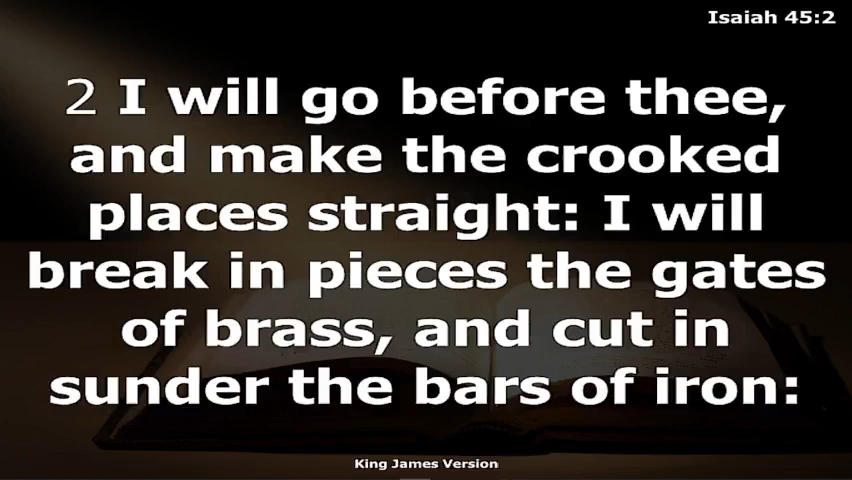 Isaiah 45:2
2 I will go before thee,
and make the crooked
places straight: I will
break in pieces the gates
of brass, and cut in
sunder the bars of iron:
King James Version